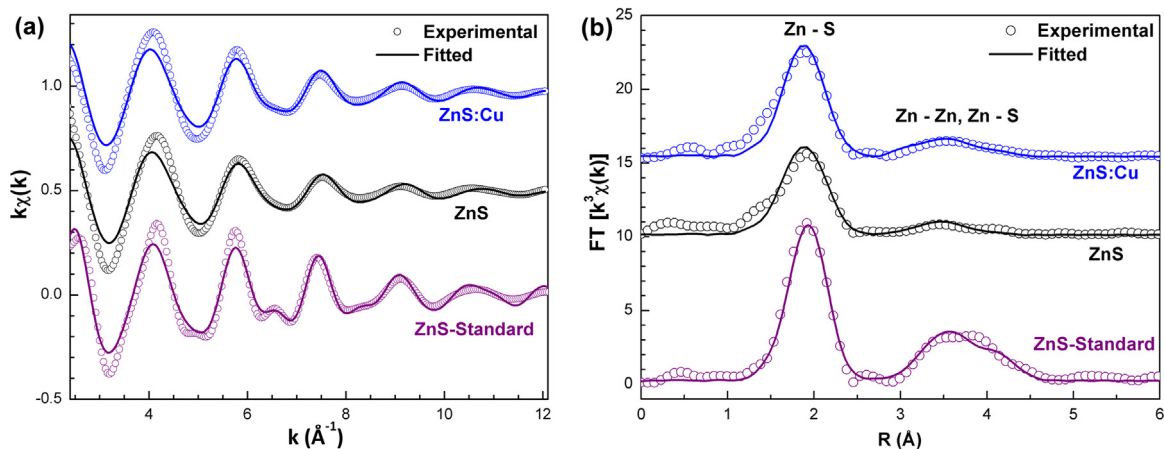 (a)
Experimental
Fitted
ZnS:Cu
ZnS
ZnS-Standard
kχ(k)
1.0
0.5
0.0
-0.5
4 6 8 10 12
k (Å⁻¹)
(b)
Zn - S
Experimental
Fitted
Zn - Zn, Zn - S
ZnS:Cu
ZnS
ZnS-Standard
FT [k³χ(k)]
25
20
15
10
5
0
0 1 2 3 4 5 6
R (Å)